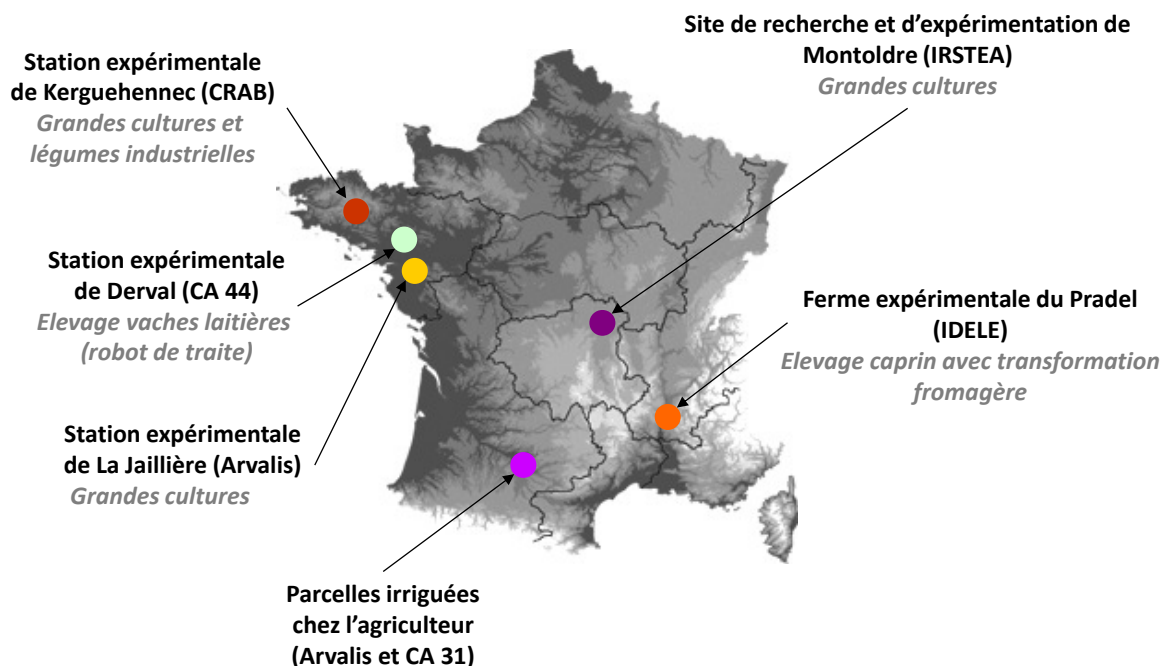 Site de recherche et d'expérimentation de
Montoldre (IRSTEA)
Grandes cultures
Station expérimentale
de Kerguehennec (CRAB)
Grandes cultures et
légumes industrielles
Station expérimentale
de Derval (CA 44)
Elevage vaches laitières
(robot de traite)
Ferme expérimentale du Pradel
(IDELE)
Elevage caprin avec transformation
fromagère
Station expérimentale
de La Jaillière (Arvalis)
Grandes cultures
Parcelles irriguées
chez l'agriculteur
(Arvalis et CA 31)